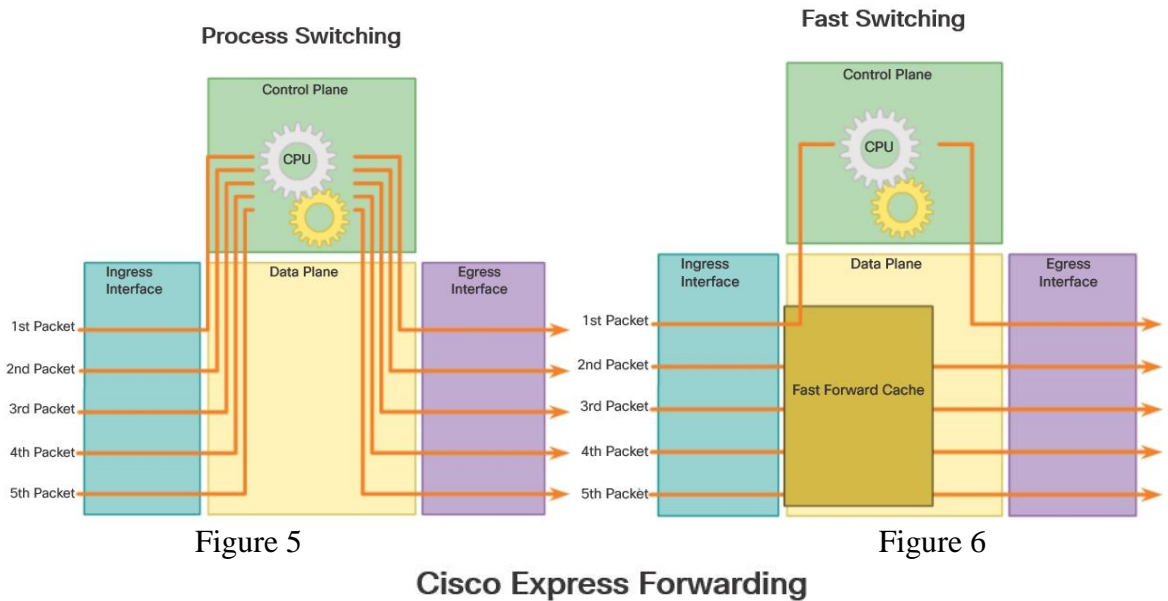 Process Switching
Control Plane
CPU
Ingress
Interface
Data Plane
Egress
Interface
1st Packet
2nd Packet
3rd Packet
4th Packet
5th Packet
Figure 5
Fast Switching
Control Plane
CPU
Ingress
Interface
Data Plane
Egress
Interface
1st Packet
2nd Packet
3rd Packet
4th Packet
5th Packet
Fast Forward Cache
Figure 6
Cisco Express Forwarding